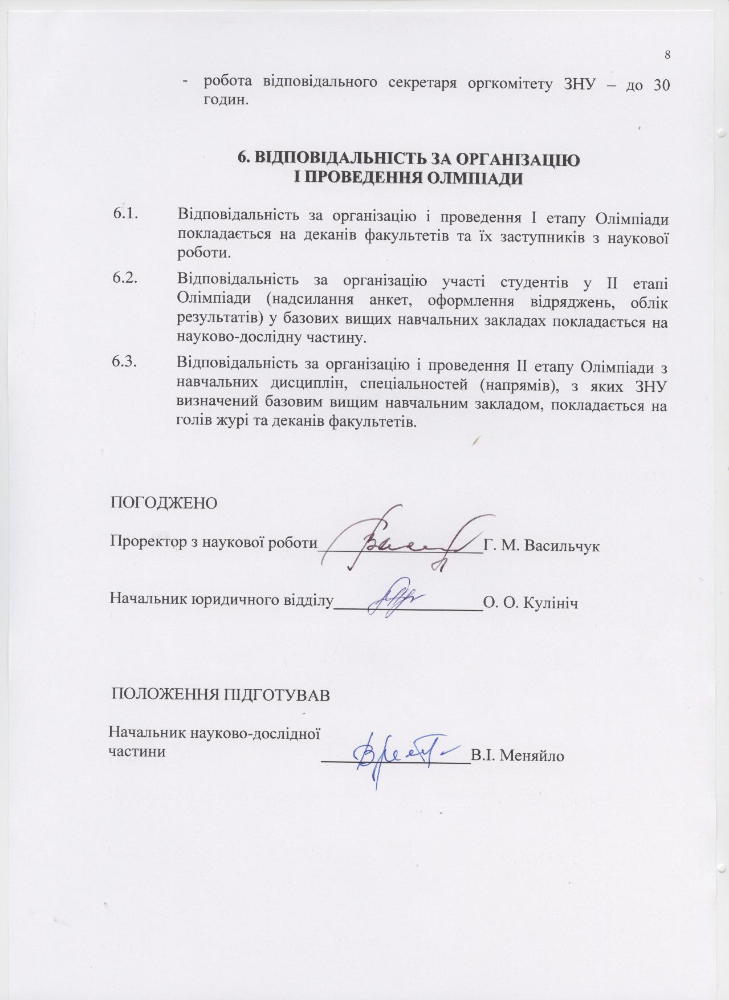 8
- робота відповідального секретаря оргкомітету ЗНУ – до 30
годин.
6. ВІДПОВІДАЛЬНІСТЬ ЗА ОРГАНІЗАЦІЮ
І ПРОВЕДЕННЯ ОЛМПІАДИ
6.1. Відповідальність за організацію і проведення І етапу Олімпіади
покладається на деканів факультетів та їх заступників з наукової
роботи.
6.2. Відповідальність за організацію участі студентів у ІІ етапі
Олімпіади (надсилання анкет, оформлення відряджень, облік
результатів) у базових вищих навчальних закладах покладається на
науково-дослідну частину.
6.3. Відповідальність за організацію і проведення ІІ етапу Олімпіади з
навчальних дисциплін, спеціальностей (напрямів), з яких ЗНУ
визначений базовим вищим навчальним закладом, покладається на
голів журі та деканів факультетів.
ПОГОДЖЕНО
Проректор з наукової роботи____________________Г. М. Васильчук
Начальник юридичного відділу__________________О. О. Кулініч
ПОЛОЖЕННЯ ПІДГОТУВАВ
Начальник науково-дослідної
частини __________________В.І. Меняйло